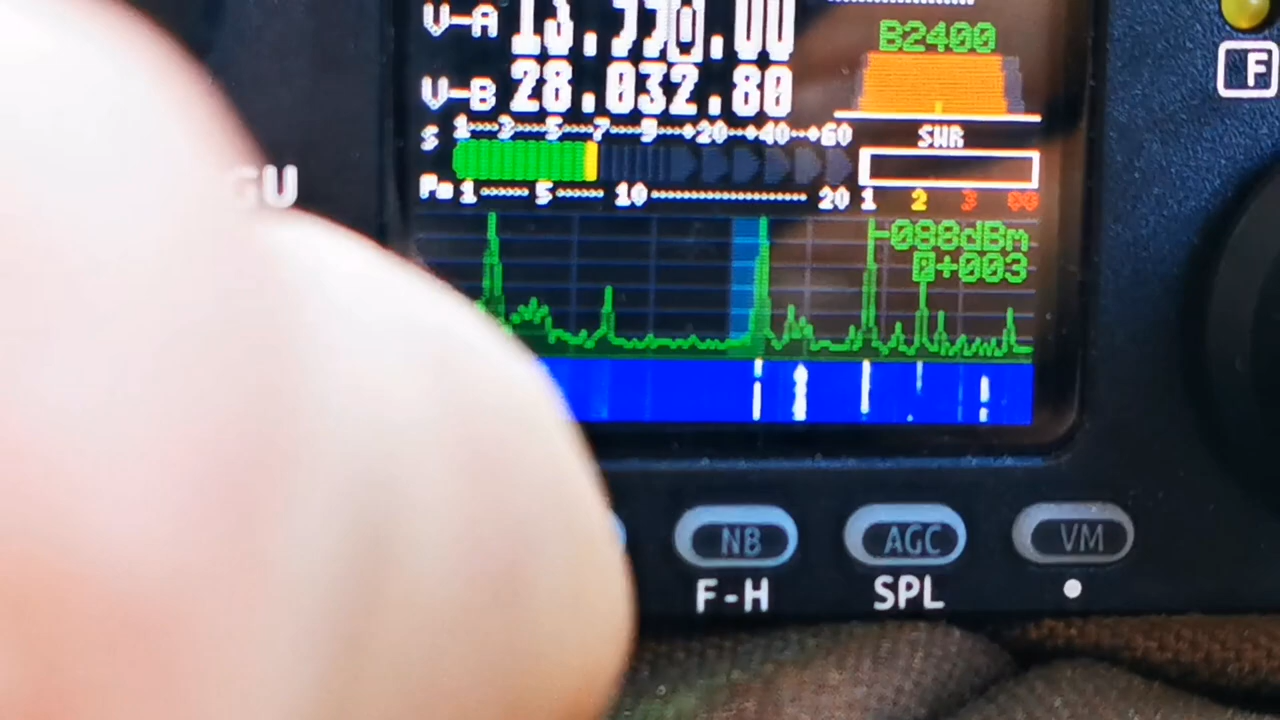 V-A
B2400
V-B 28.032.80
S 1 3 5 7 9 +20 +40 +60
SWR
Po 1 5 10 20
1 2 3 ∞
GU
-088dBm
0+003
F
NB AGC VM
F-H SPL